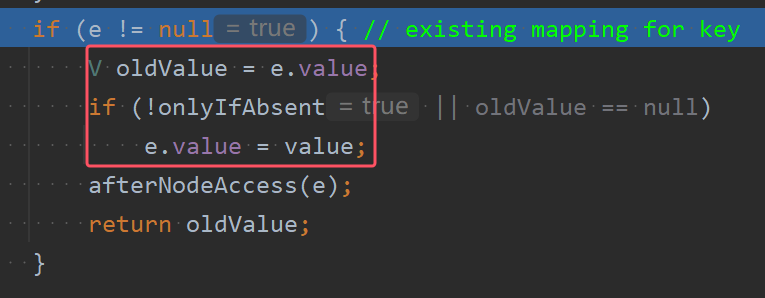 if (e != null = true ) { // existing mapping for key
V oldValue = e.value;
if (!onlyIfAbsent = true || oldValue == null)
e.value = value;
afterNodeAccess(e);
return oldValue;
}